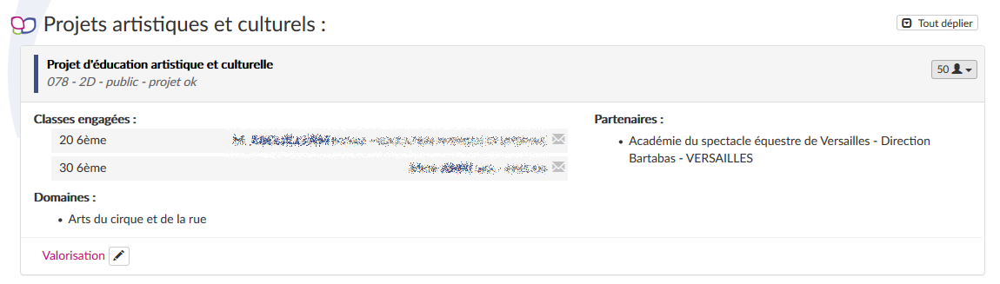 Projets artistiques et culturels :
Tout déplier
Projet d'éducation artistique et culturelle
50
078 - 2D - public - projet ok
Classes engagées :
20 6ème
30 6ème
Domaines :
• Arts du cirque et de la rue
Partenaires :
• Académie du spectacle équestre de Versailles - Direction
Bartabas - VERSAILLES
Valorisation